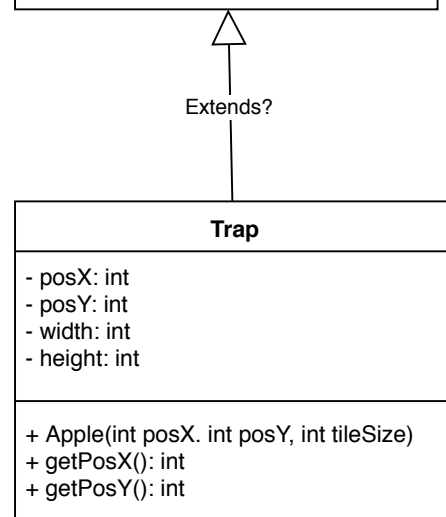 Extends?
Trap
- posX: int
- posY: int
- width: int
- height: int
+ Apple(int posX. int posY, int tileSize)
+ getPosX(): int
+ getPosY(): int